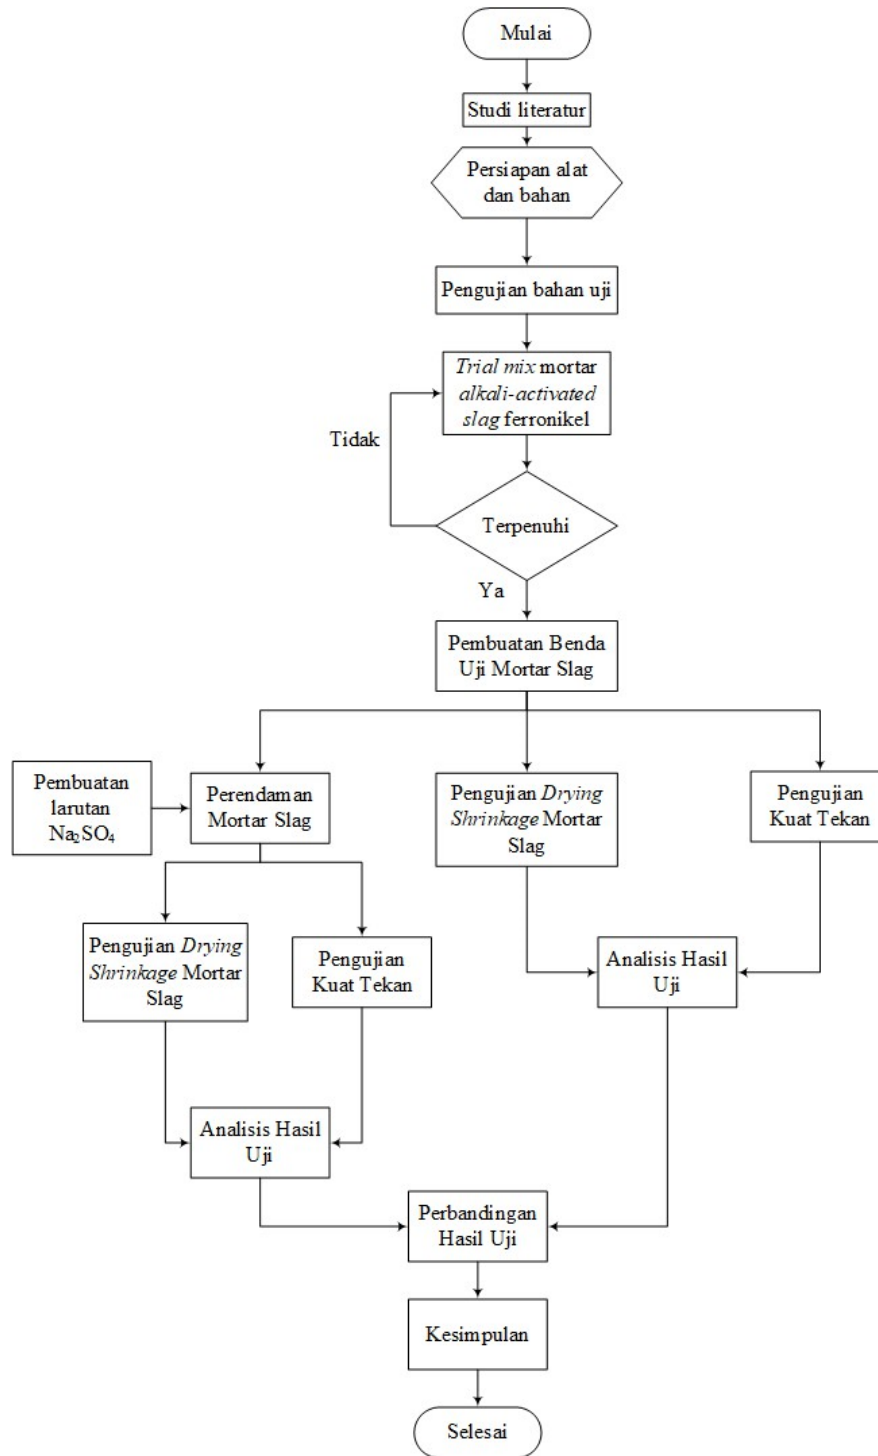 Mulai
Studi literatur
Persiapan alat
dan bahan
Pengujian bahan uji
Trial mix mortar
alkali-activated
slag ferronikel
Tidak
Terpenuhi
Ya
Pembuatan Benda
Uji Mortar Slag
Pembuatan
larutan
Na₂SO₄
Perendaman
Mortar Slag
Pengujian Drying
Shrinkage Mortar
Slag
Pengujian
Kuat Tekan
Pengujian Drying
Shrinkage Mortar
Slag
Pengujian
Kuat Tekan
Analisis Hasil
Uji
Analisis Hasil
Uji
Perbandingan
Hasil Uji
Kesimpulan
Selesai